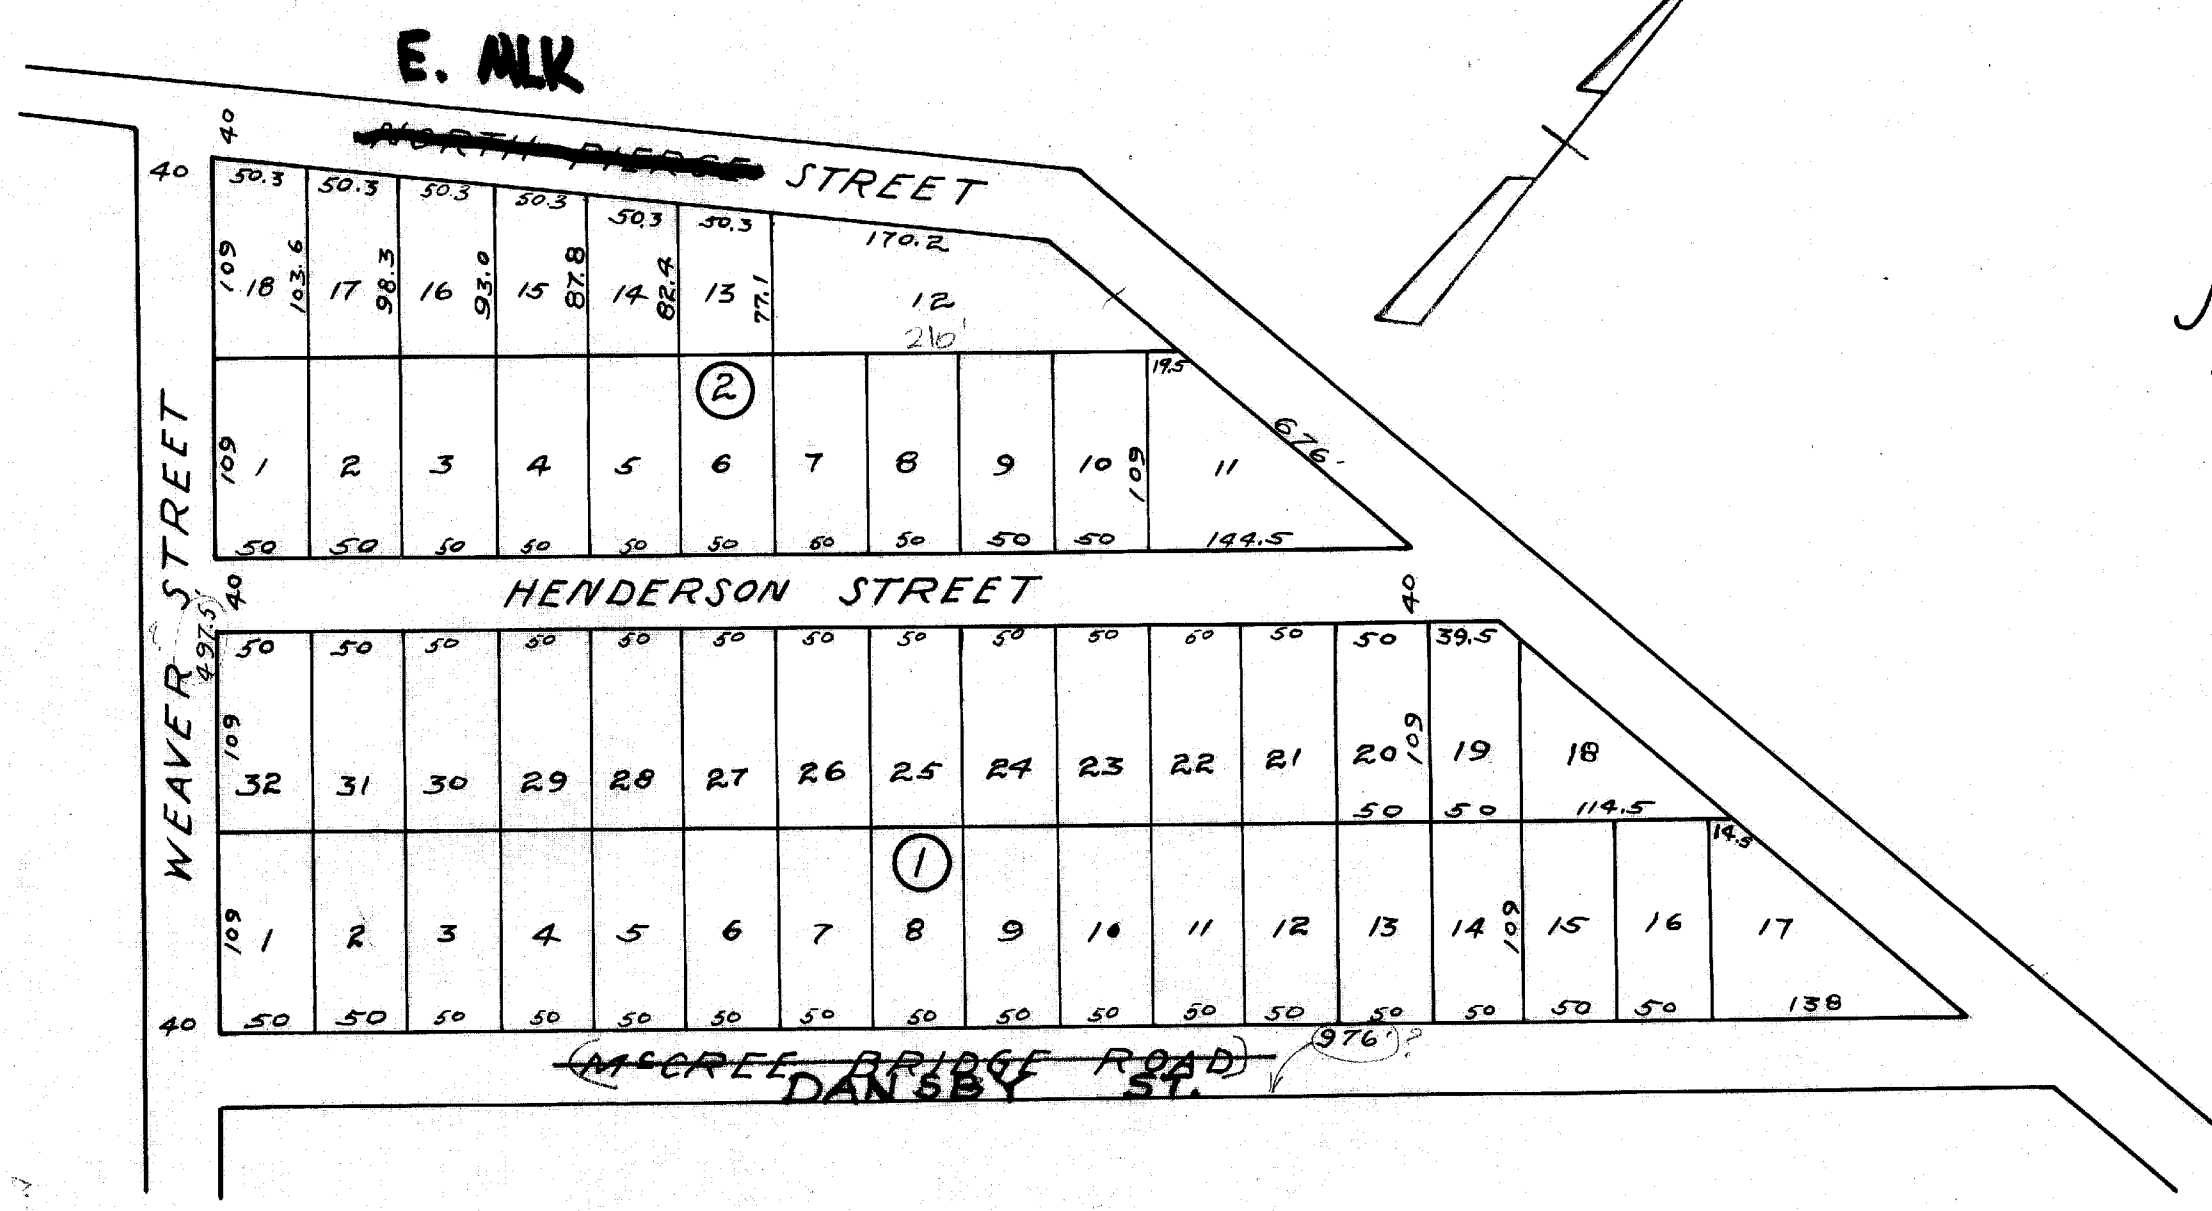 E. MLK
40
NORTH PIERCE STREET
40
50.3 50.3 50.3 50.3 50.3 50.3 170.2
109 18 103.6 17 98.3 16 93.0 15 87.8 14 82.4 13 77.1 12
216'
2
19.5
676.
109 1 2 3 4 5 6 7 8 9 10 109 11
50 50 50 50 50 50 50 50 50 50 144.5
WEAVER STREET
497.5'
40 HENDERSON STREET 40
50 50 50 50 50 50 50 50 50 50 60 50 50 39.5
109 32 31 30 29 28 27 26 25 24 23 22 21 20 109 19 18
50 50 114.5
1
14.5
109 1 2 3 4 5 6 7 8 9 10 11 12 13 14 109 15 16 17
40
50 50 50 50 50 50 50 50 50 50 50 50 50 50 50 50 138
976' ?
(McCREE BRIDGE ROAD)
DANSBY ST.